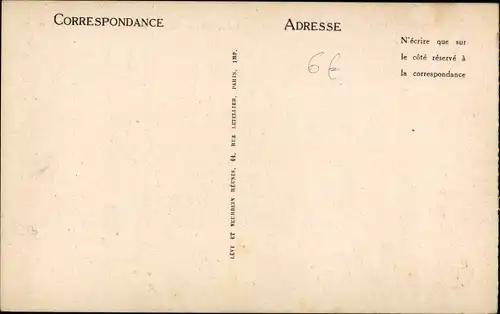 CORRESPONDANCE
ADRESSE
N'écrire que sur
le côté réservé à
la correspondance
6€
LÉVY ET NEURDEIN RÉUNIS, 44, RUE LETELLIER, PARIS, IMP.